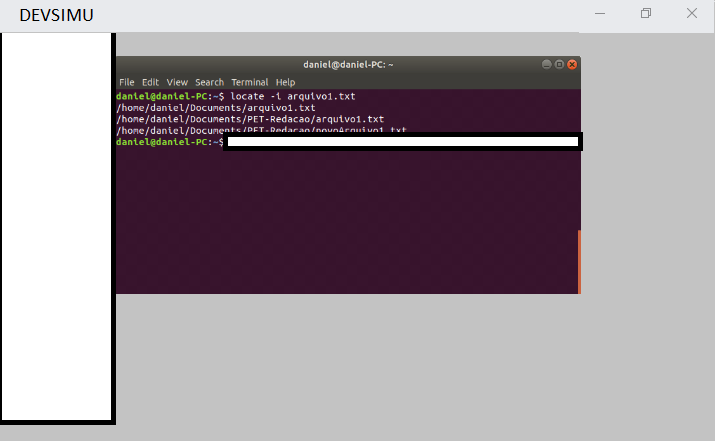 DEVSIMU
daniel@daniel-PC: ~
File Edit View Search Terminal Help
daniel@daniel-PC:~$ locate -i arquivo1.txt
/home/daniel/Documents/arquivo1.txt
/home/daniel/Documents/PET-Redacao/arquivo1.txt
/home/daniel/Documents/PET-Redacao/novoArquivo1.txt
daniel@daniel-PC:~$